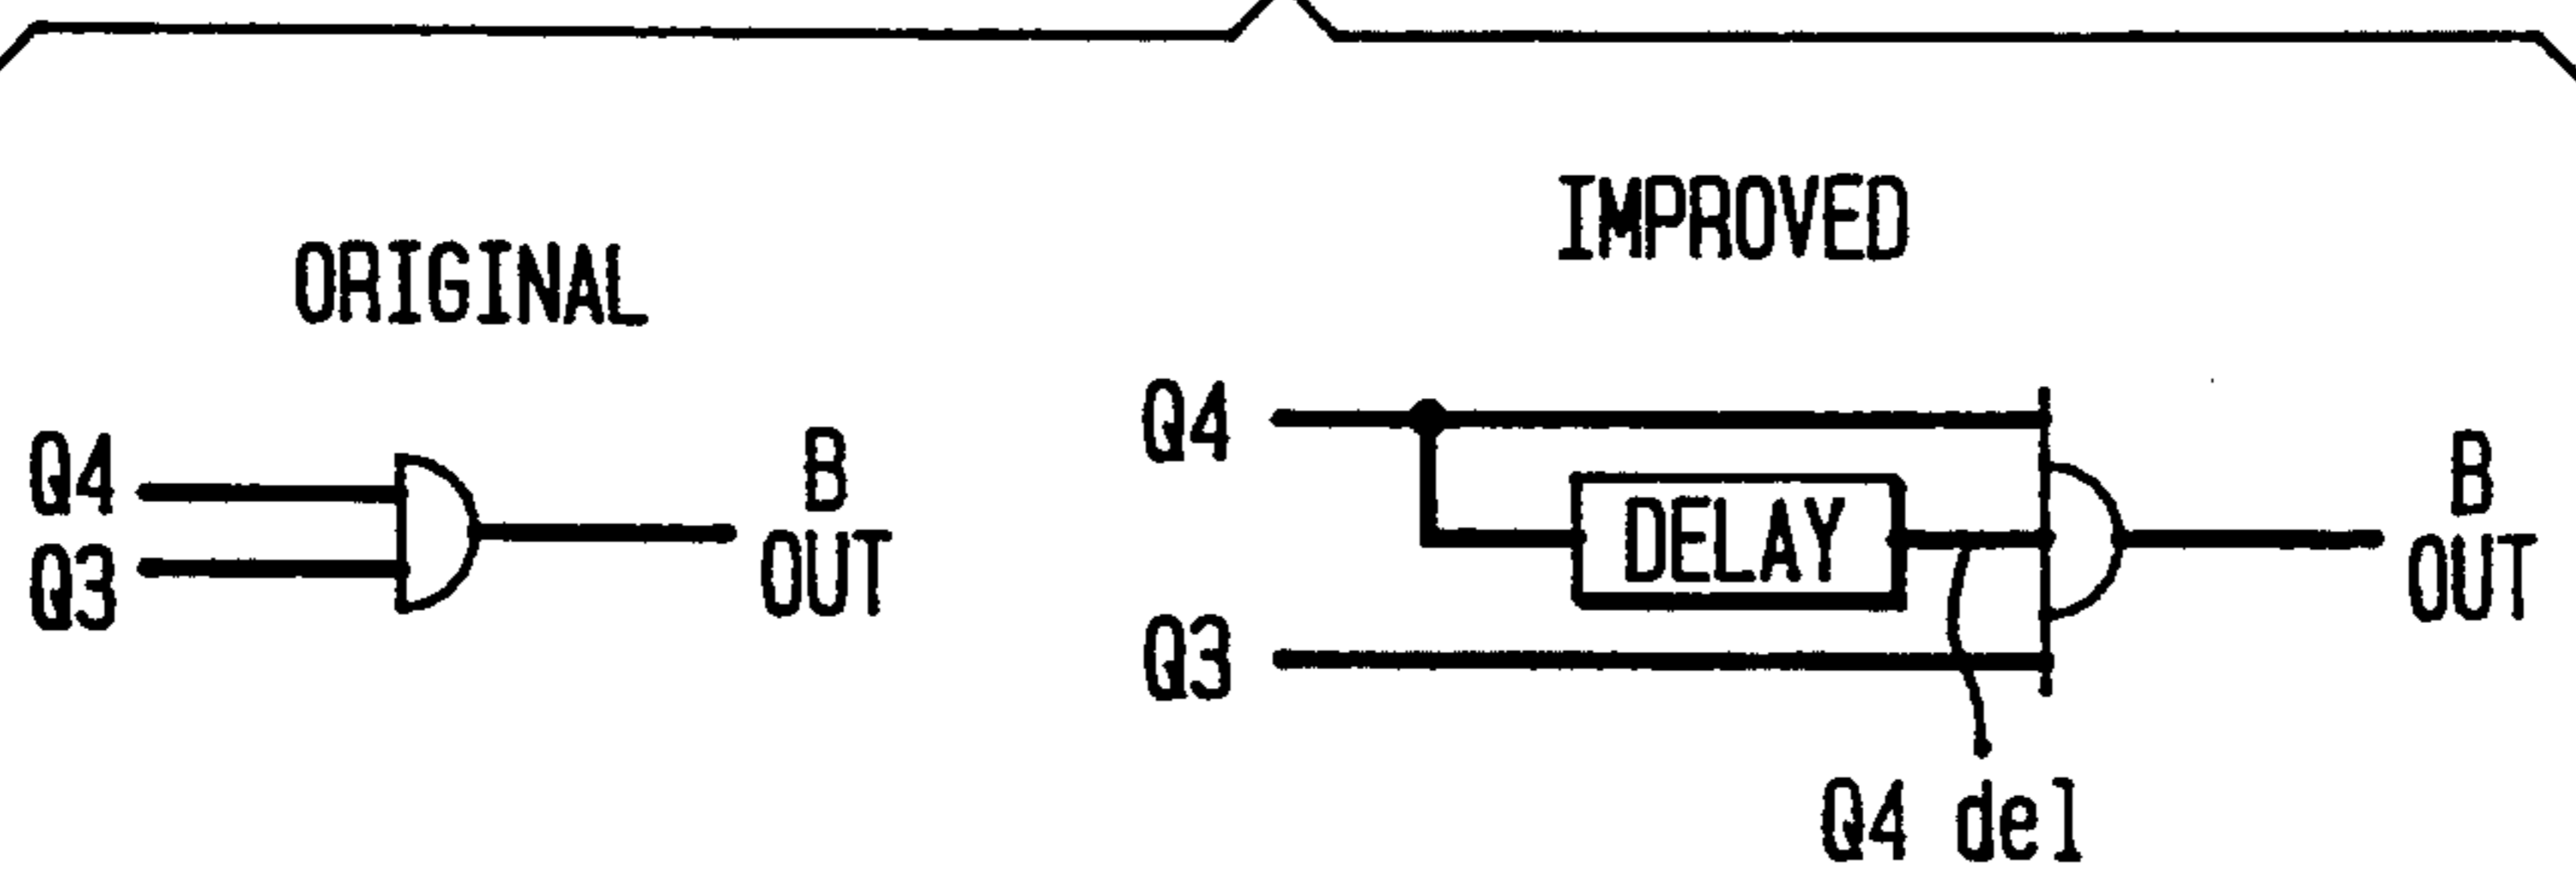 ORIGINAL
Q4
Q3
B
OUT
IMPROVED
Q4
DELAY
Q3
Q4 del
B
OUT